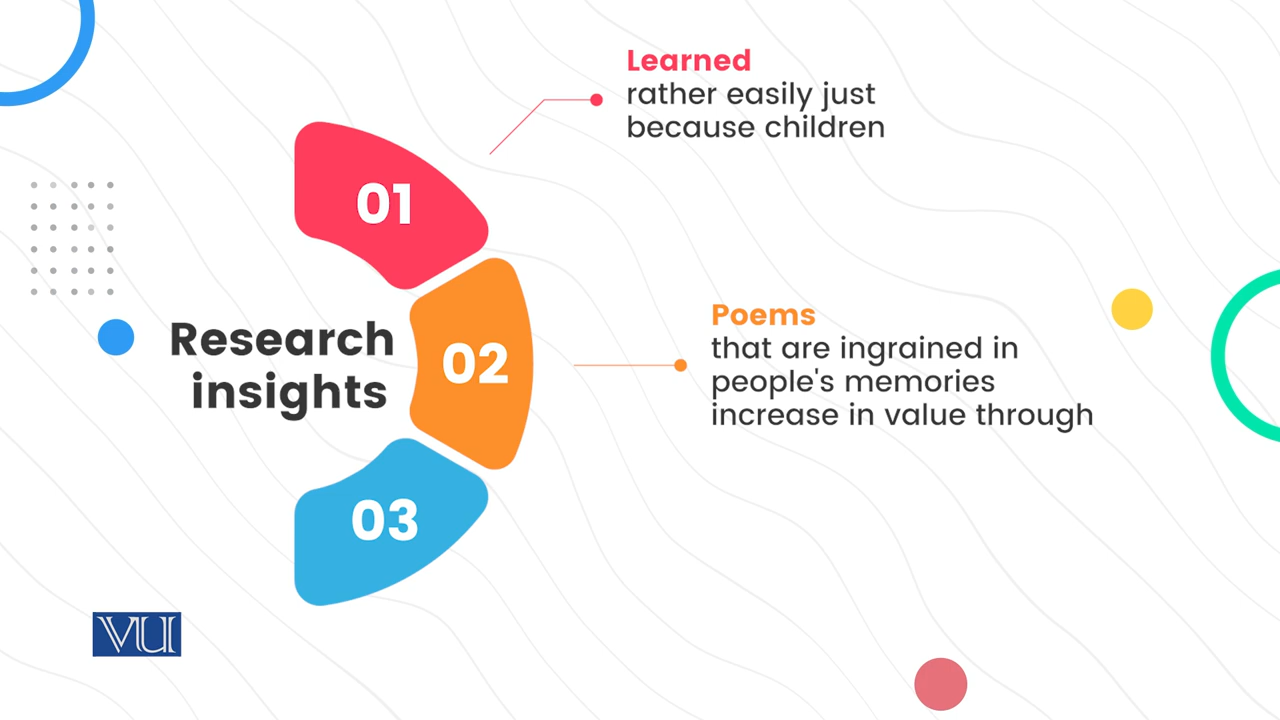 Learned
rather easily just
because children
01
Research
insights
02
Poems
that are ingrained in
people's memories
increase in value through
03
VU